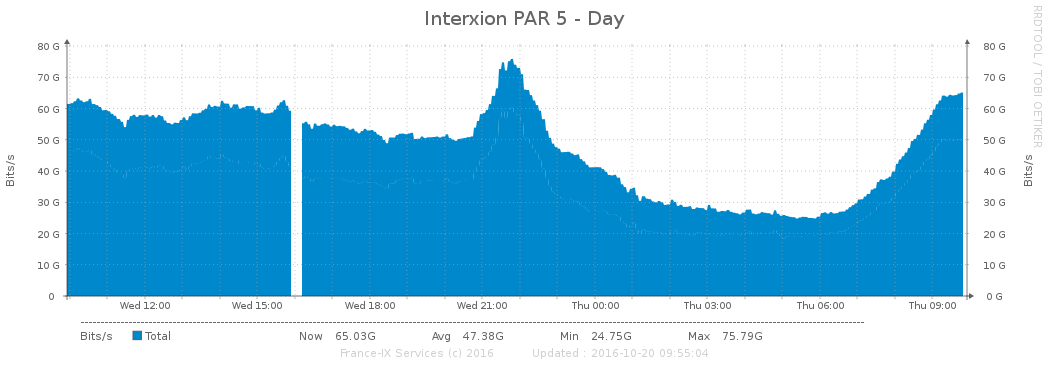 Interxion PAR 5 - Day
RRDTOOL / TOBI OETIKER
80 G 80 G
70 G 70 G
60 G 60 G
50 G 50 G
40 G 40 G
30 G 30 G
20 G 20 G
10 G 10 G
0 0 G
Bits/s
Bits/s
Wed 12:00 Wed 15:00 Wed 18:00 Wed 21:00 Thu 00:00 Thu 03:00 Thu 06:00 Thu 09:00
Bits/s Total Now 65.03G Avg 47.38G Min 24.75G Max 75.79G
France-IX Services (c) 2016 Updated : 2016-10-20 09:55:04